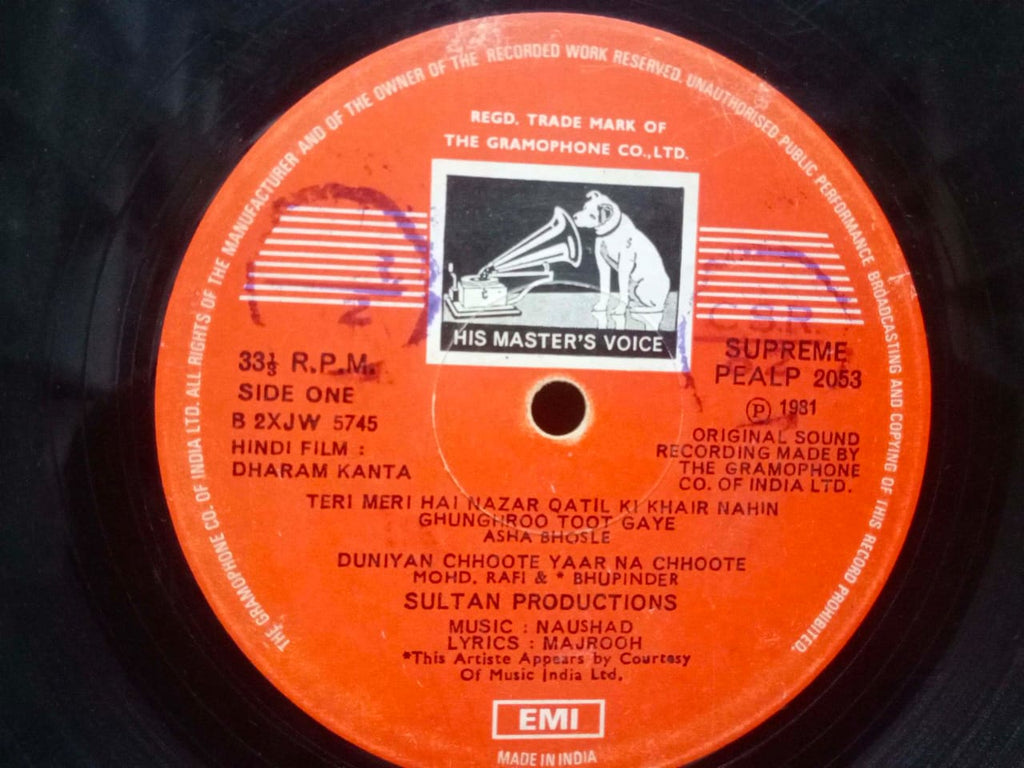 THE GRAMOPHONE CO. OF INDIA LTD. ALL RIGHTS OF THE MANUFACTURER AND OF THE OWNER OF THE RECORDED WORK RESERVED. UNAUTHORISED PUBLIC PERFORMANCE BROADCASTING AND COPYING OF THIS RECORD PROHIBITED.
REGD. TRADE MARK OF
THE GRAMOPHONE CO., LTD.
HIS MASTER'S VOICE
C.S.R.
33⅓ R.P.M.
SIDE ONE
B 2XJW 5745
HINDI FILM :
DHARAM KANTA
SUPREME
PEALP 2053
Ⓟ 1981
ORIGINAL SOUND
RECORDING MADE BY
THE GRAMOPHONE
CO. OF INDIA LTD.
TERI MERI HAI NAZAR QATIL KI KHAIR NAHIN
GHUNGHROO TOOT GAYE
ASHA BHOSLE
DUNIYAN CHHOOTE YAAR NA CHHOOTE
MOHD. RAFI & * BHUPINDER
SULTAN PRODUCTIONS
MUSIC : NAUSHAD
LYRICS : MAJROOH
*This Artiste Appears by Courtesy
Of Music India Ltd.
EMI
MADE IN INDIA